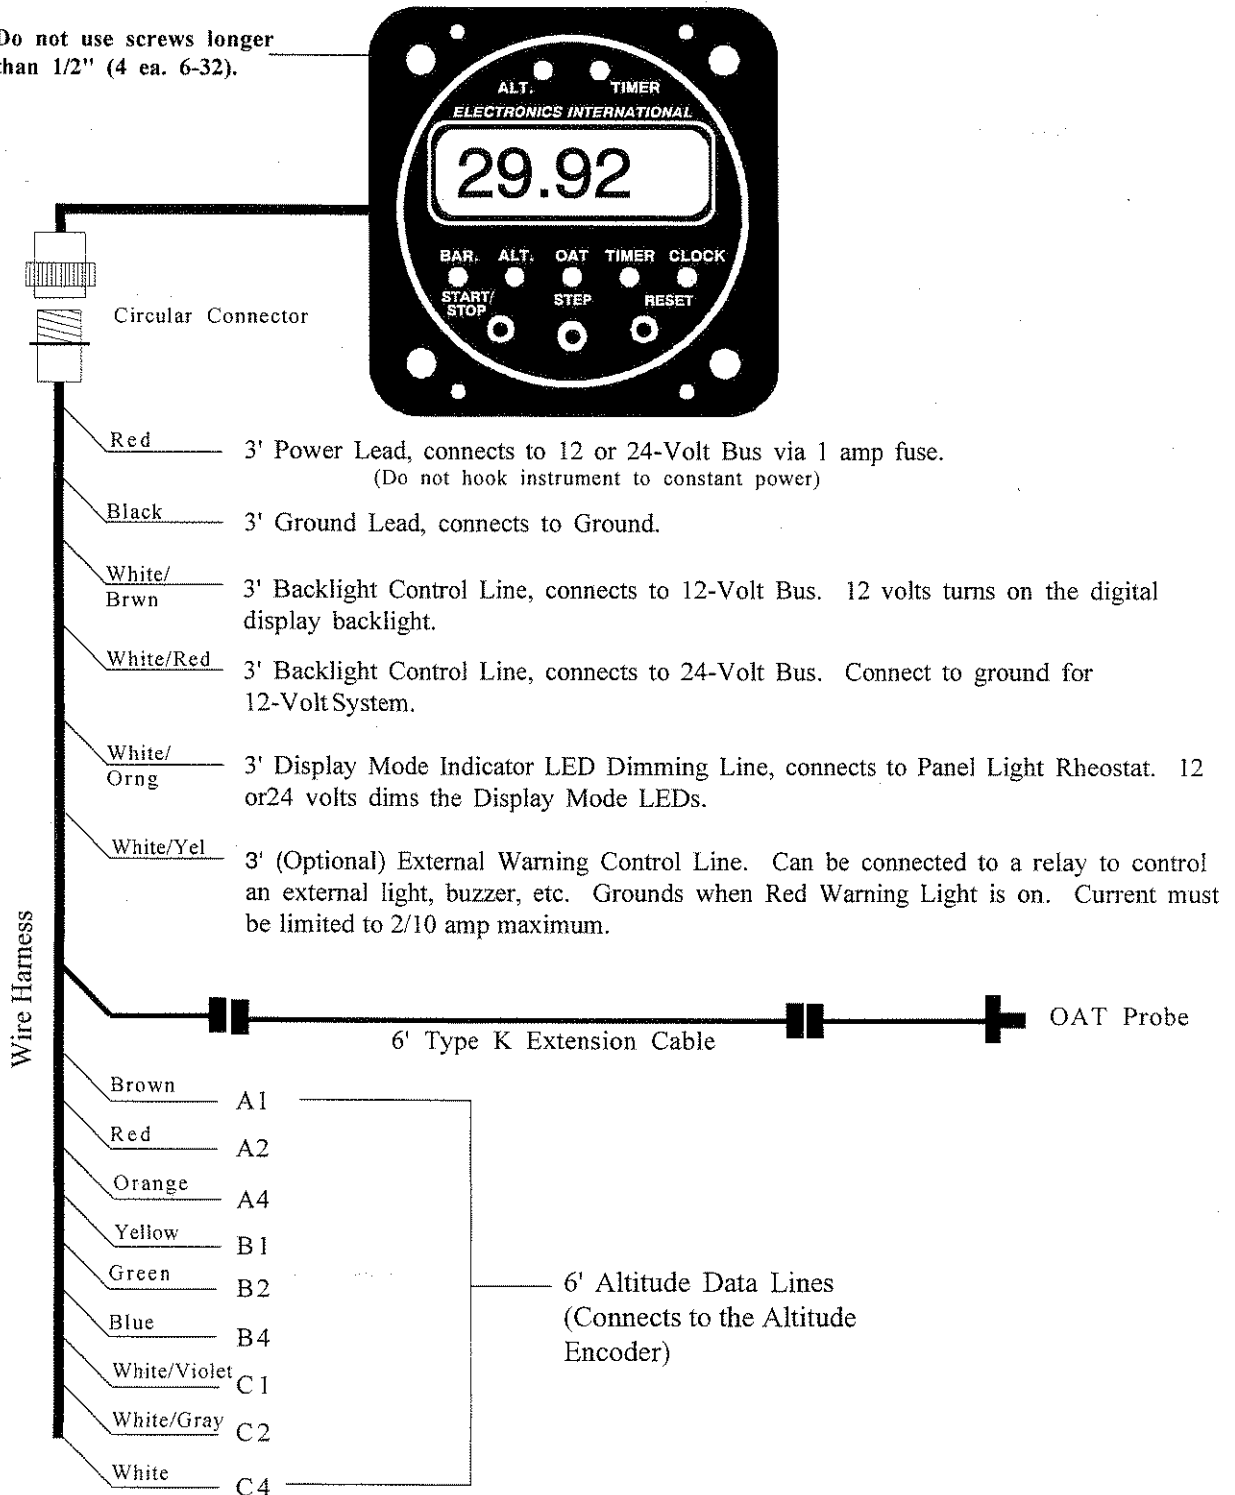 Do not use screws longer
than 1/2" (4 ea. 6-32).
ALT. TIMER
ELECTRONICS INTERNATIONAL
29.92
BAR. ALT. OAT TIMER CLOCK
START/
STOP
STEP
RESET
Circular Connector
Red
3' Power Lead, connects to 12 or 24-Volt Bus via 1 amp fuse.
(Do not hook instrument to constant power)
Black
3' Ground Lead, connects to Ground.
White/
Brwn
3' Backlight Control Line, connects to 12-Volt Bus. 12 volts turns on the digital
display backlight.
White/Red
3' Backlight Control Line, connects to 24-Volt Bus. Connect to ground for
12-Volt System.
White/
Orng
3' Display Mode Indicator LED Dimming Line, connects to Panel Light Rheostat. 12
or24 volts dims the Display Mode LEDs.
White/Yel
3' (Optional) External Warning Control Line. Can be connected to a relay to control
an external light, buzzer, etc. Grounds when Red Warning Light is on. Current must
be limited to 2/10 amp maximum.
Wire Harness
6' Type K Extension Cable
OAT Probe
Brown
A1
Red
A2
Orange
A4
Yellow
B1
Green
B2
Blue
B4
White/Violet
C1
White/Gray
C2
White
C4
6' Altitude Data Lines
(Connects to the Altitude
Encoder)